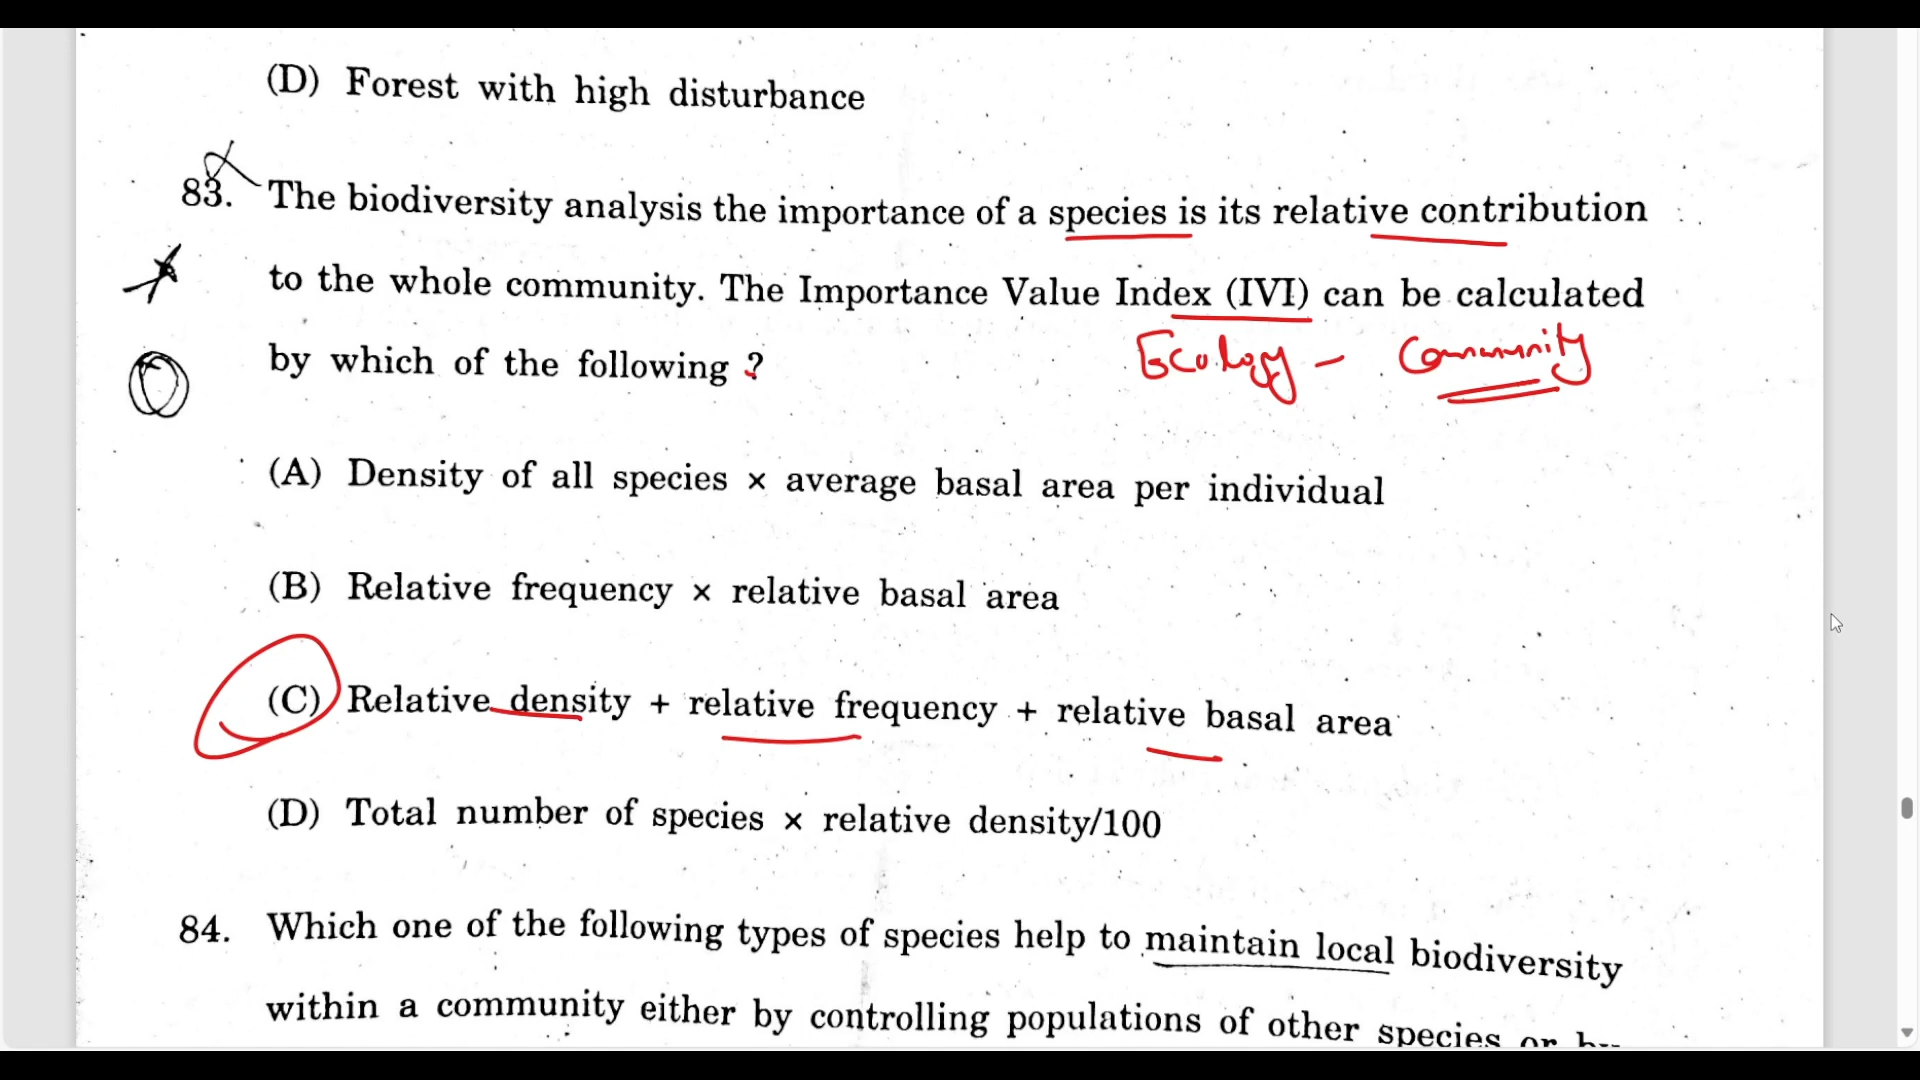 (D) Forest with high disturbance
83. The biodiversity analysis the importance of a species is its relative contribution
to the whole community. The Importance Value Index (IVI) can be calculated
by which of the following ?
Ecology - Community
(A) Density of all species × average basal area per individual
(B) Relative frequency × relative basal area
(C) Relative density + relative frequency + relative basal area
(D) Total number of species × relative density/100
84. Which one of the following types of species help to maintain local biodiversity
within a community either by controlling populations of other species or